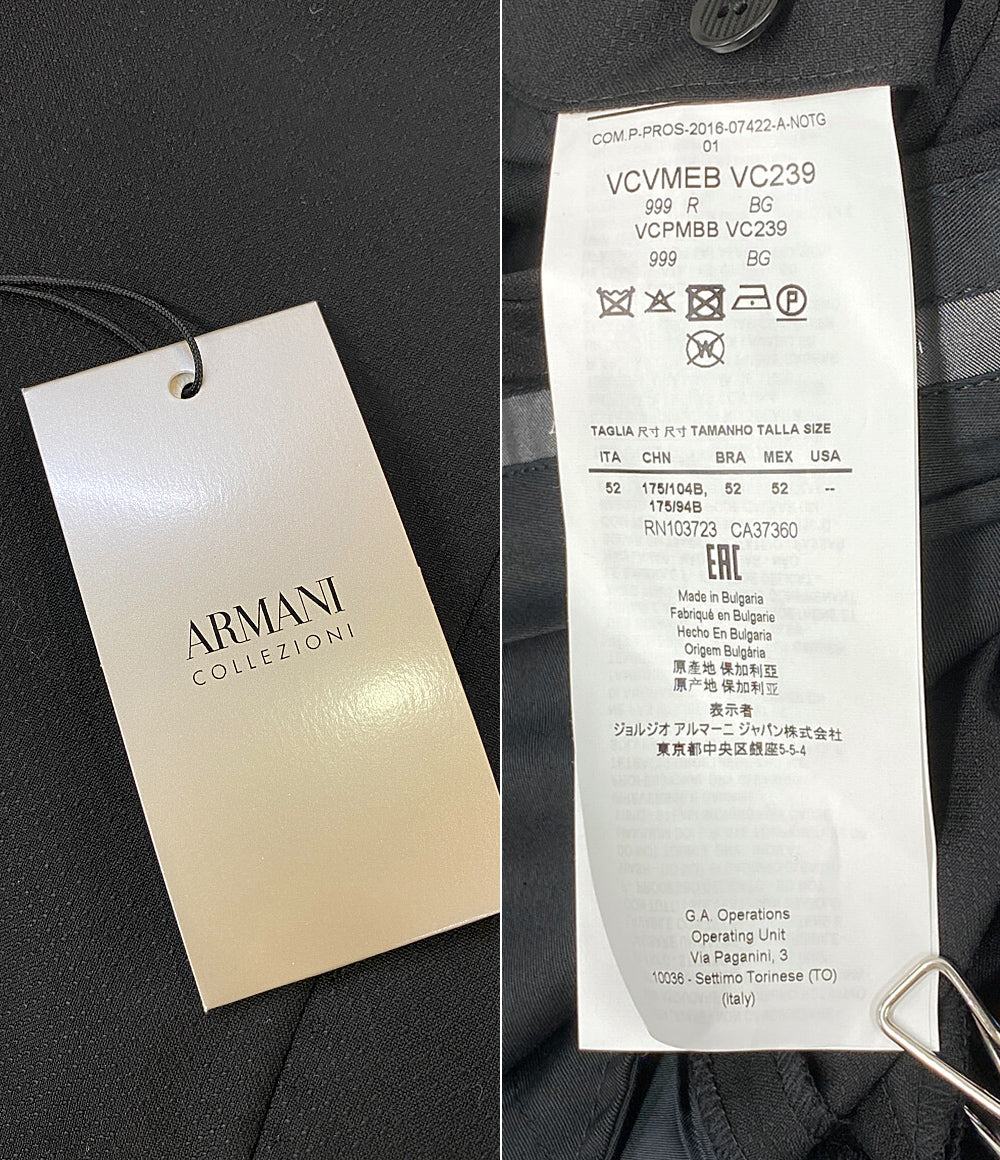 ARMANI
COLLEZIONI
COM.P-PROS-2016-07422-A-NOTG
01
VCVMEB VC239
999 R BG
VCPMBB VC239
999 BG
P
W
TAGLIA 尺寸 尺寸 TAMANHO TALLA SIZE
ITA CHN BRA MEX USA
52 175/104B, 52 52 --
175/94B
RN103723 CA37360
EAC
Made in Bulgaria
Fabriqué en Bulgarie
Hecho En Bulgaria
Origem Bulgária
原產地 保加利亞
原产地 保加利亚
表示者
ジョルジオ アルマーニ ジャパン株式会社
東京都中央区銀座5-5-4
G.A. Operations
Operating Unit
Via Paganini, 3
10036 - Settimo Torinese (TO)
(Italy)